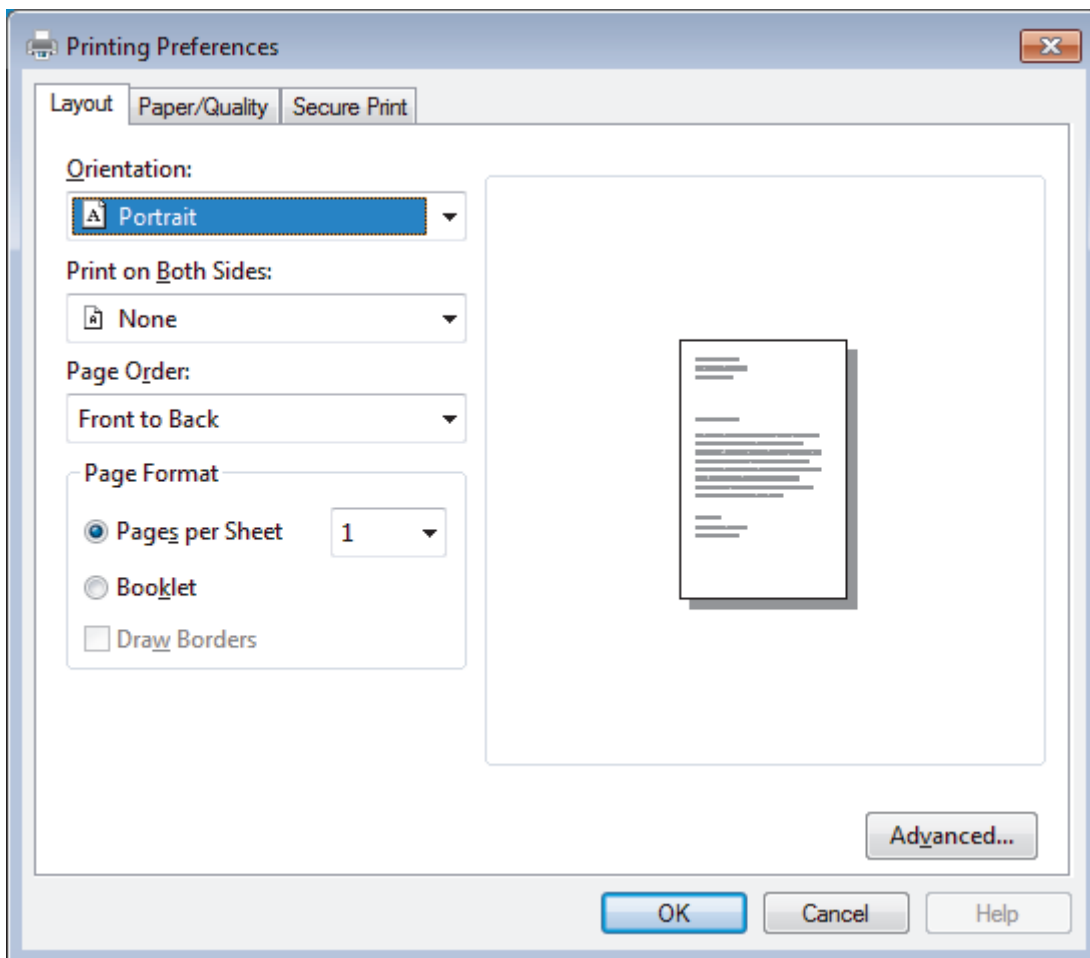 Printing Preferences
Layout Paper/Quality Secure Print
Orientation:
A Portrait
Print on Both Sides:
A None
Page Order:
Front to Back
Page Format
Pages per Sheet 1
Booklet
Draw Borders
Advanced...
OK Cancel Help